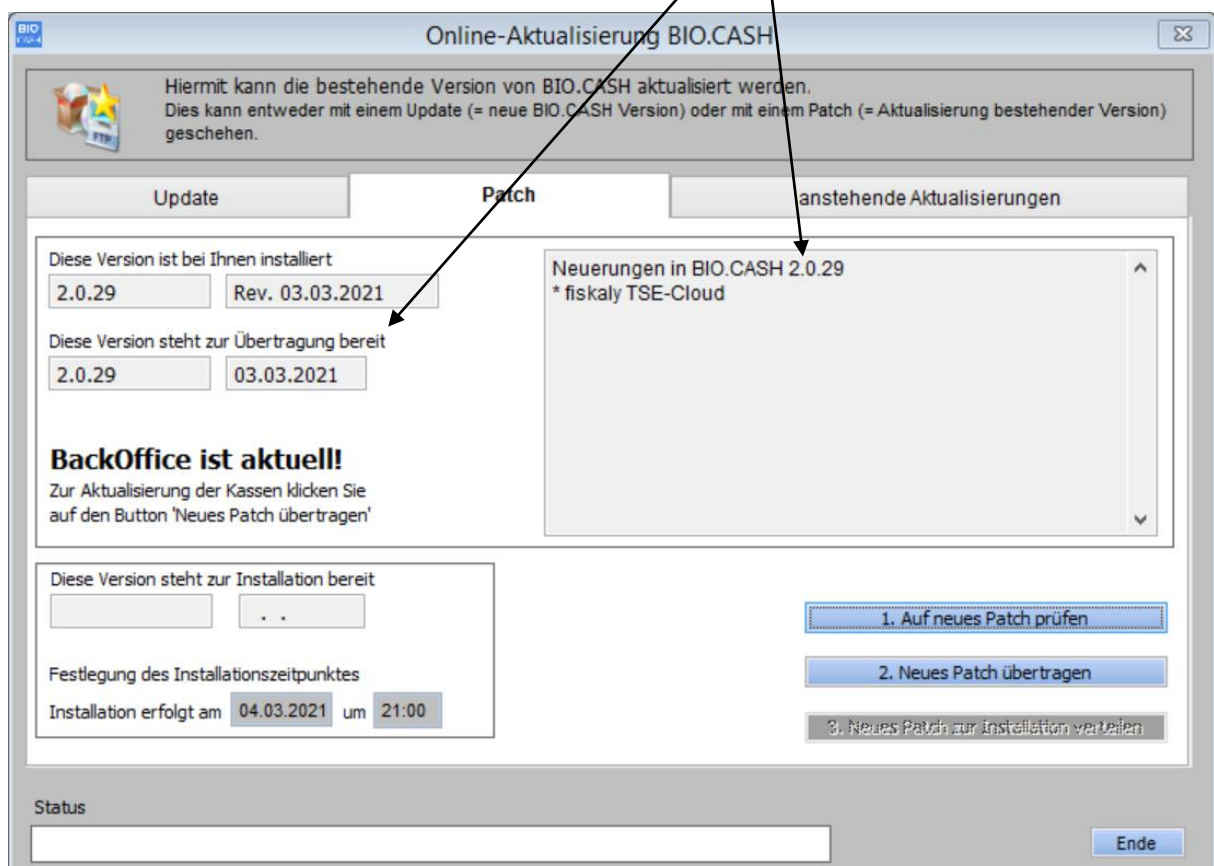 BIO
CASH
Online-Aktualisierung BIO.CASH
Hiermit kann die bestehende Version von BIO.CASH aktualisiert werden.
Dies kann entweder mit einem Update (= neue BIO.CASH Version) oder mit einem Patch (= Aktualisierung bestehender Version)
geschehen.
FTP
Update
Patch
anstehende Aktualisierungen
Diese Version ist bei Ihnen installiert
2.0.29
Rev. 03.03.2021
Diese Version steht zur Übertragung bereit
2.0.29
03.03.2021
BackOffice ist aktuell!
Zur Aktualisierung der Kassen klicken Sie
auf den Button 'Neues Patch übertragen'
Neuerungen in BIO.CASH 2.0.29
* fiskaly TSE-Cloud
Diese Version steht zur Installation bereit
. .
Festlegung des Installationszeitpunktes
Installation erfolgt am 04.03.2021 um 21:00
1. Auf neues Patch prüfen
2. Neues Patch übertragen
3. Neues Patch zur Installation verteilen
Status
Ende